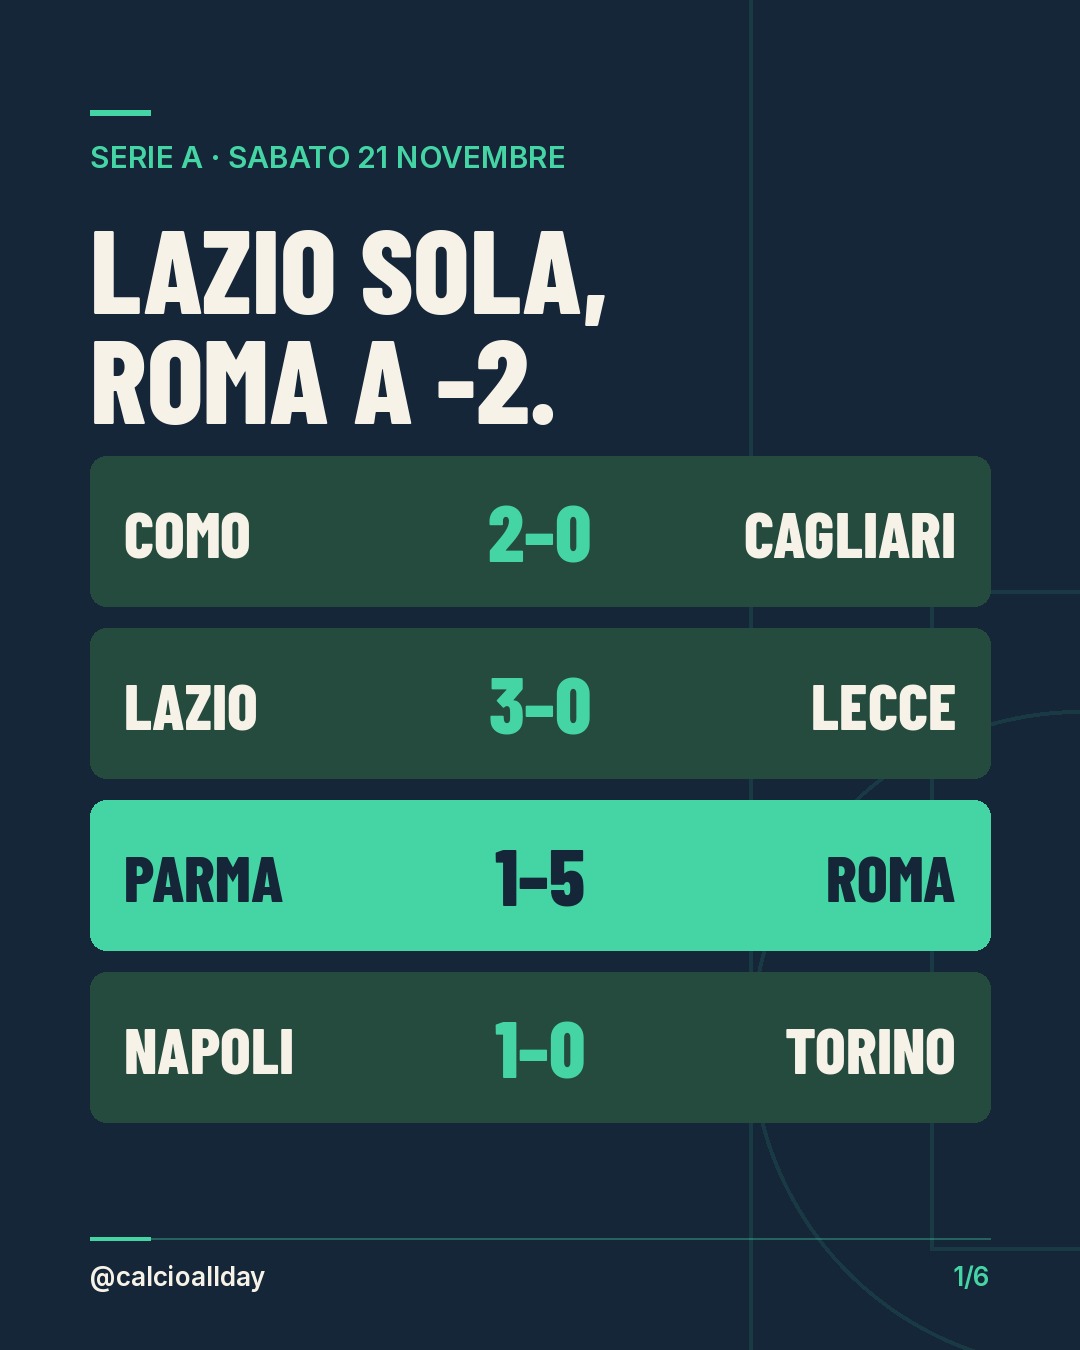 SERIE A · SABATO 21 NOVEMBRE
LAZIO SOLA,
ROMA A -2.
COMO 2–0 CAGLIARI
LAZIO 3–0 LECCE
PARMA 1–5 ROMA
NAPOLI 1–0 TORINO
@calcioallday 1/6